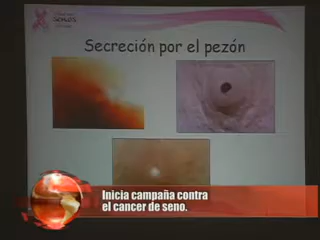 Secreción por el pezón
Inicia campaña contra
el cancer de seno.